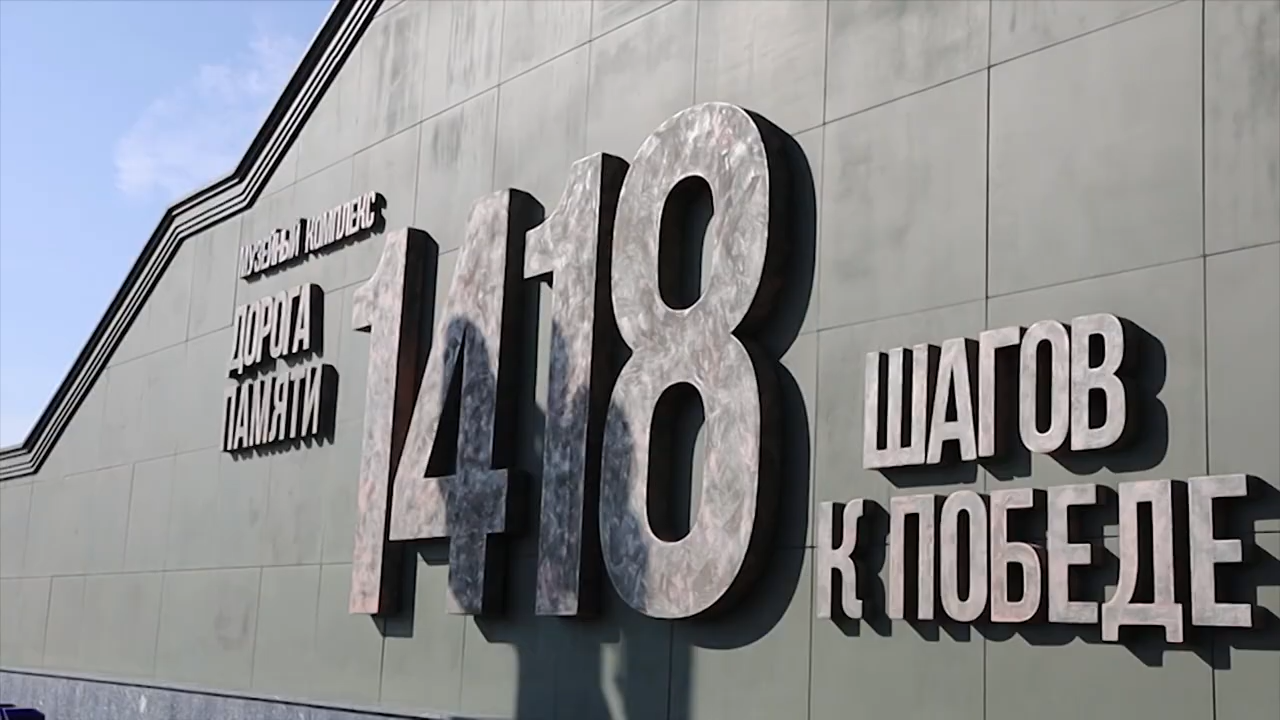 МУЗЕЙНЫЙ КОМПЛЕКС
ДОРОГА
ПАМЯТИ
1418
ШАГОВ
К ПОБЕДЕ